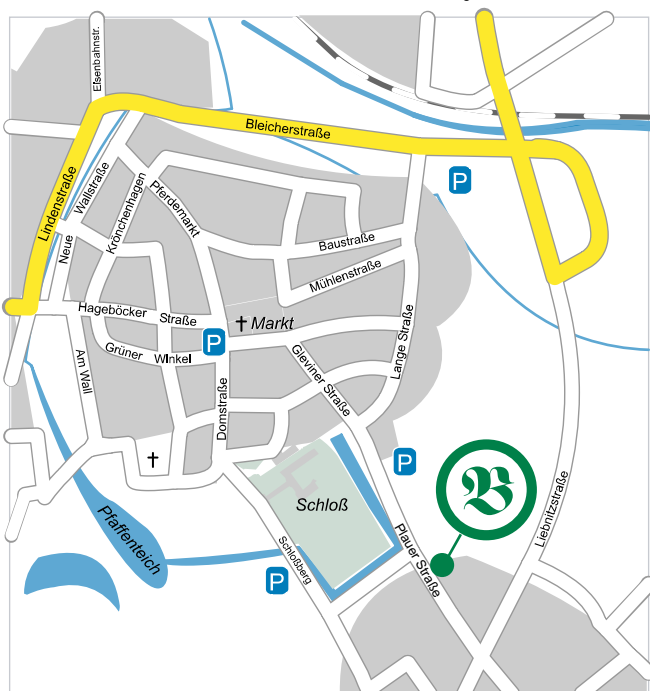 Eisenbahnstr.
Bleicherstraße
P
Lindenstraße
Neue Wallstraße
Krönchenhagen
Pferdemarkt
Baustraße
Mühlenstraße
Hageböcker Straße
P
Markt
Grüner Winkel
Gleviner Straße
Lange Straße
Am Wall
Domstraße
P
B
Schloß
Liebnitzstraße
Pfaffenteich
Schloßberg
Plauer Straße
P